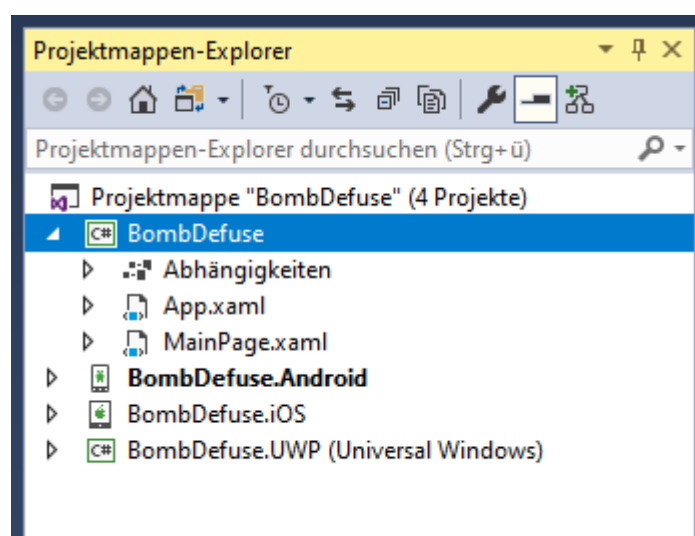 Projektmappen-Explorer
Projektmappen-Explorer durchsuchen (Strg+ü)
Projektmappe "BombDefuse" (4 Projekte)
C# BombDefuse
Abhängigkeiten
App.xaml
MainPage.xaml
BombDefuse.Android
BombDefuse.iOS
C# BombDefuse.UWP (Universal Windows)